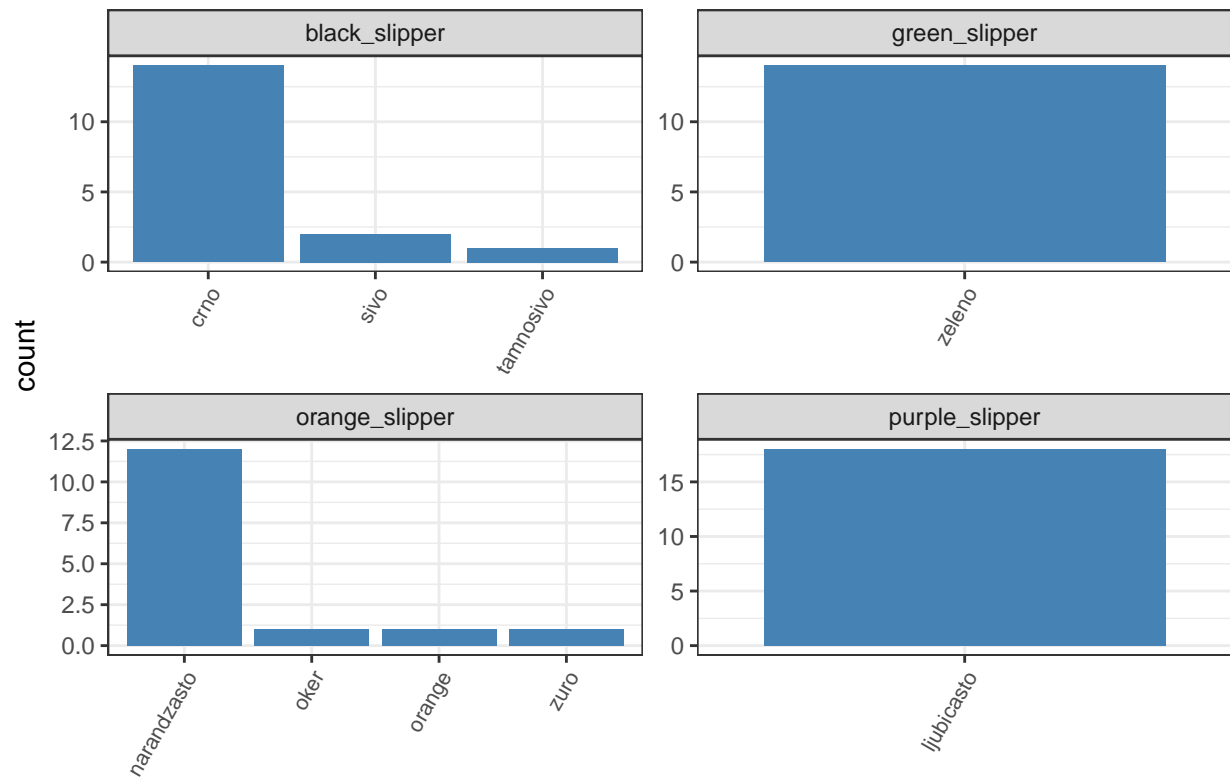 black_slipper
green_slipper
10
5
0
10
5
0
crno
sivo
tamnosivo
zeleno
count
orange_slipper
purple_slipper
12.5
10.0
7.5
5.0
2.5
0.0
15
10
5
0
narandzasto
oker
orange
zuro
ljubicasto